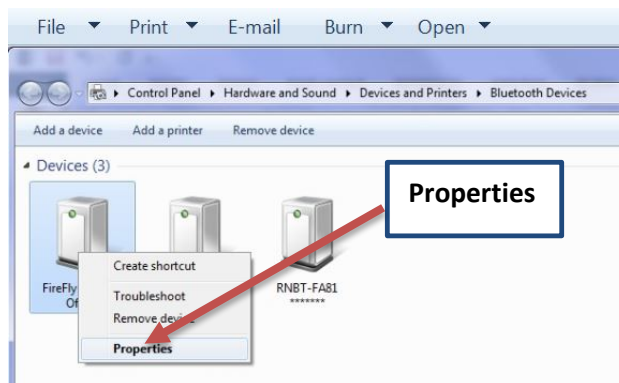 File Print E-mail Burn Open
Control Panel Hardware and Sound Devices and Printers Bluetooth Devices
Add a device Add a printer Remove device
Devices (3)
Properties
Create shortcut
FireFly
RNBT-FA81
Troubleshoot
*******
Of
Remove device
Properties